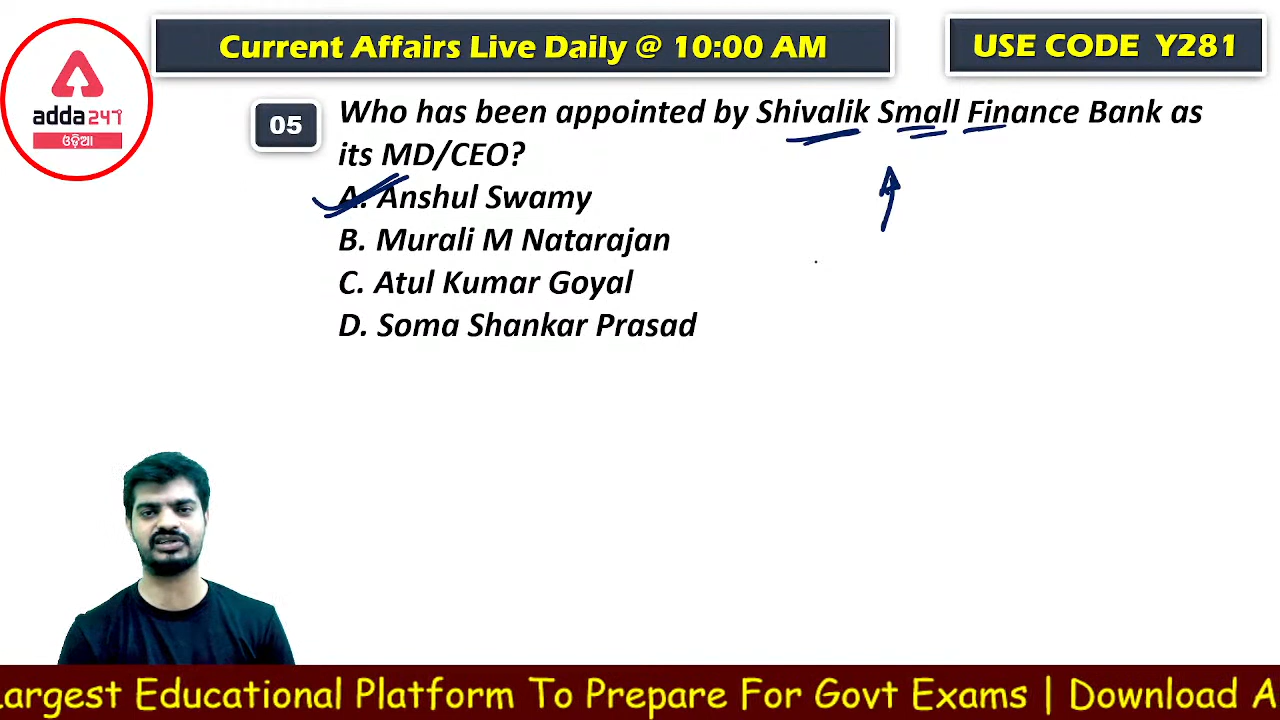 Current Affairs Live Daily @ 10:00 AM
USE CODE Y281
adda247
ଓଡ଼ିଆ
05
Who has been appointed by Shivalik Small Finance Bank as
its MD/CEO?
A. Anshul Swamy
B. Murali M Natarajan
C. Atul Kumar Goyal
D. Soma Shankar Prasad
Largest Educational Platform To Prepare For Govt Exams | Download A